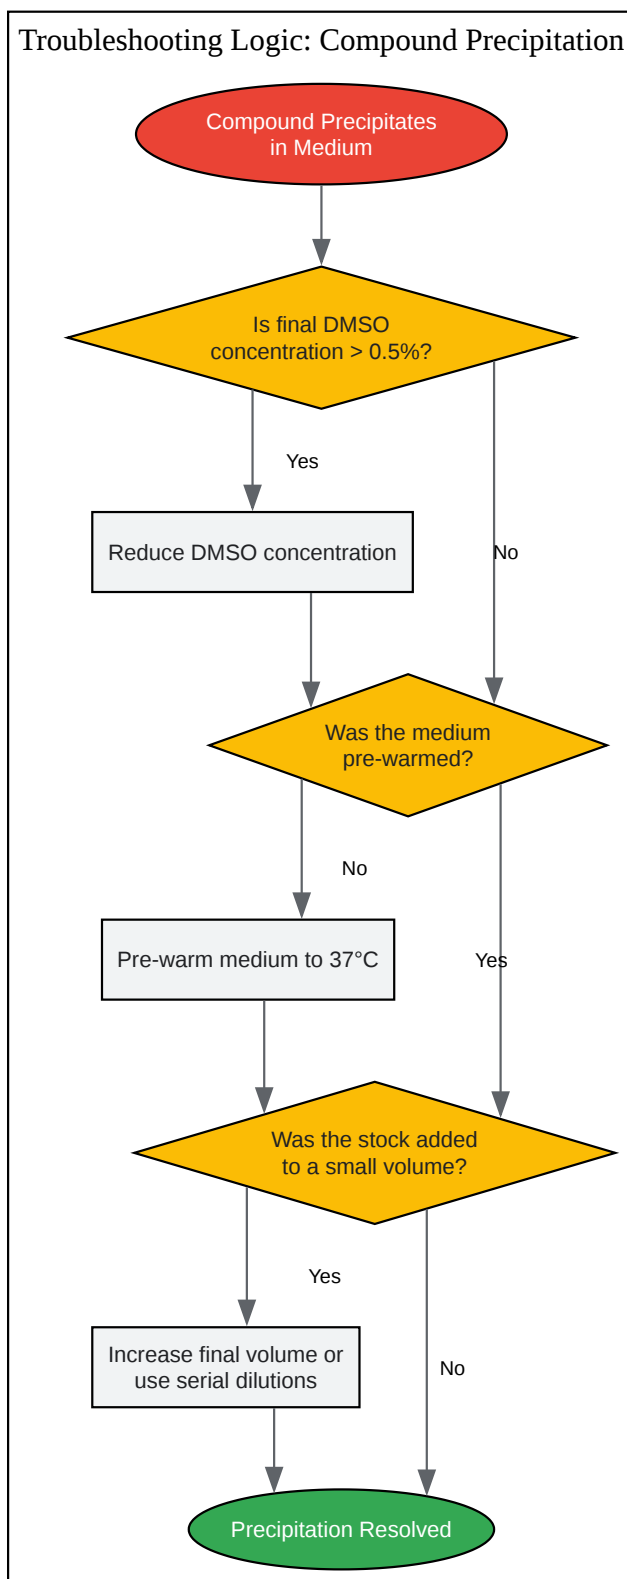 Troubleshooting Logic: Compound Precipitation
Compound Precipitates
in Medium
Is final DMSO
concentration > 0.5%?
Yes
Reduce DMSO concentration
No
Was the medium
pre-warmed?
No
Pre-warm medium to 37°C
Yes
Was the stock added
to a small volume?
Yes
Increase final volume or
use serial dilutions
No
Precipitation Resolved